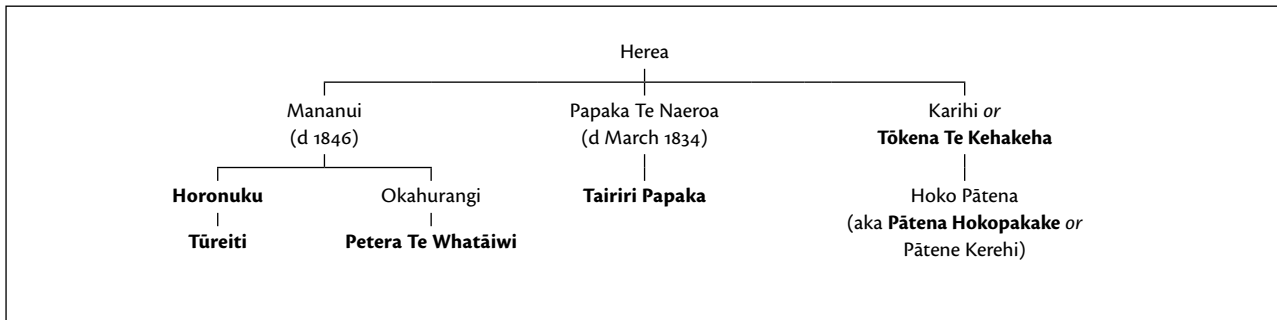 Herea
Mananui
(d 1846)
Papaka Te Naeroa
(d March 1834)
Karihi or
Tōkena Te Kehakeha
Horonuku
Okahurangi
Tairiri Papaka
Hoko Pātena
(aka Pātena Hokopakake or
Pātene Kerehi)
Tūreiti
Petera Te Whatāiwi